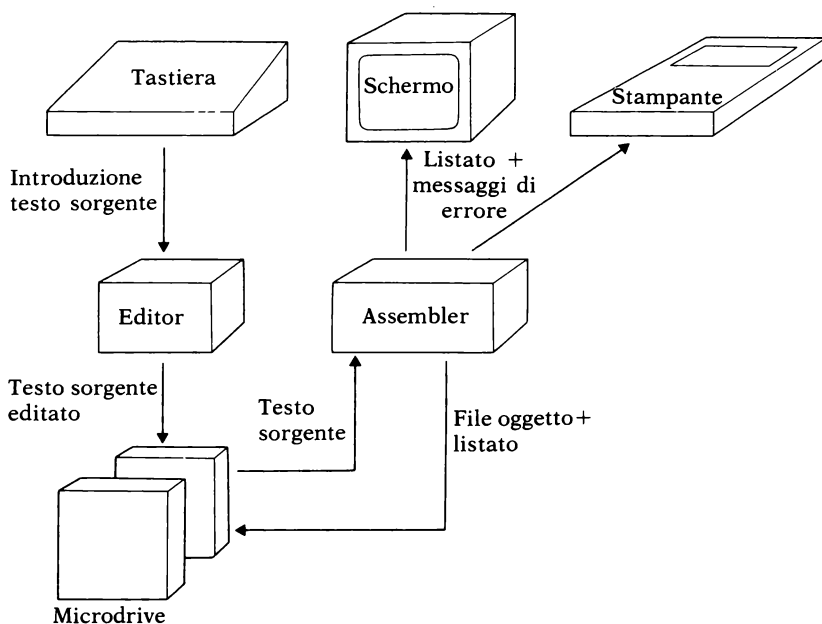 Tastiera
Schermo
Stampante
Introduzione
testo sorgente
Listato +
messaggi di
errore
Editor
Assembler
Testo sorgente
editato
Testo
sorgente
File oggetto+
listato
Microdrive